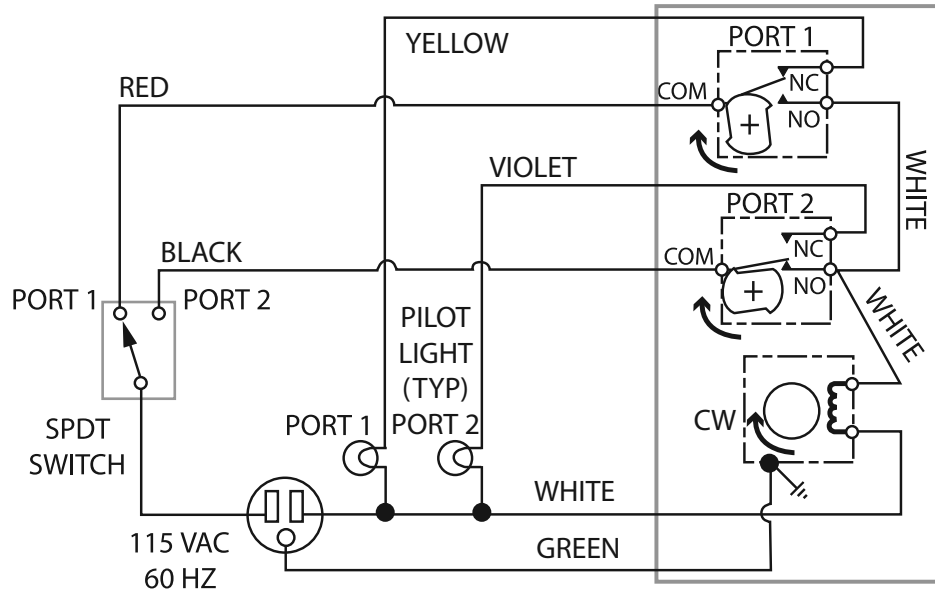 YELLOW
PORT 1
RED
COM
NC
NO
WHITE
VIOLET
PORT 2
BLACK
COM
NC
NO
WHITE
PORT 1
PORT 2
PILOT
LIGHT
(TYP)
PORT 1
PORT 2
CW
SPDT
SWITCH
WHITE
115 VAC
60 HZ
GREEN